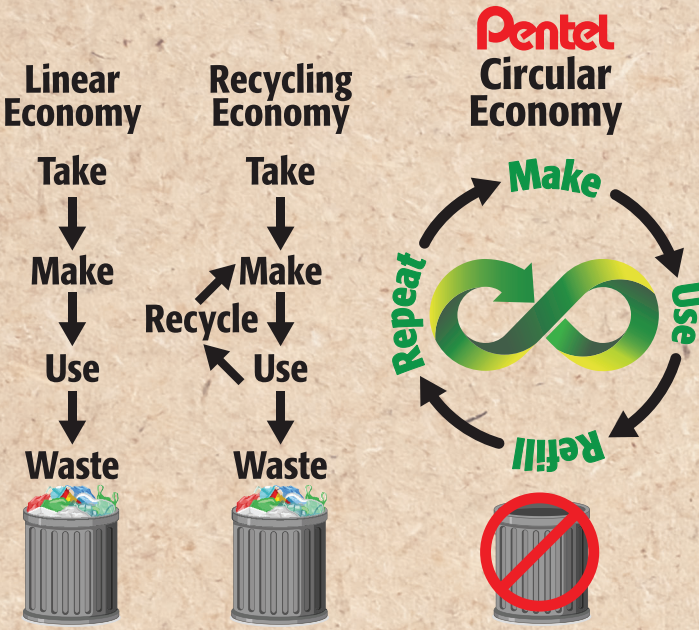 Linear
Economy
Take
Make
Use
Waste
Recycling
Economy
Take
Make
Recycle
Use
Waste
Pentel
Circular
Economy
Make
Use
Refill
Repeat